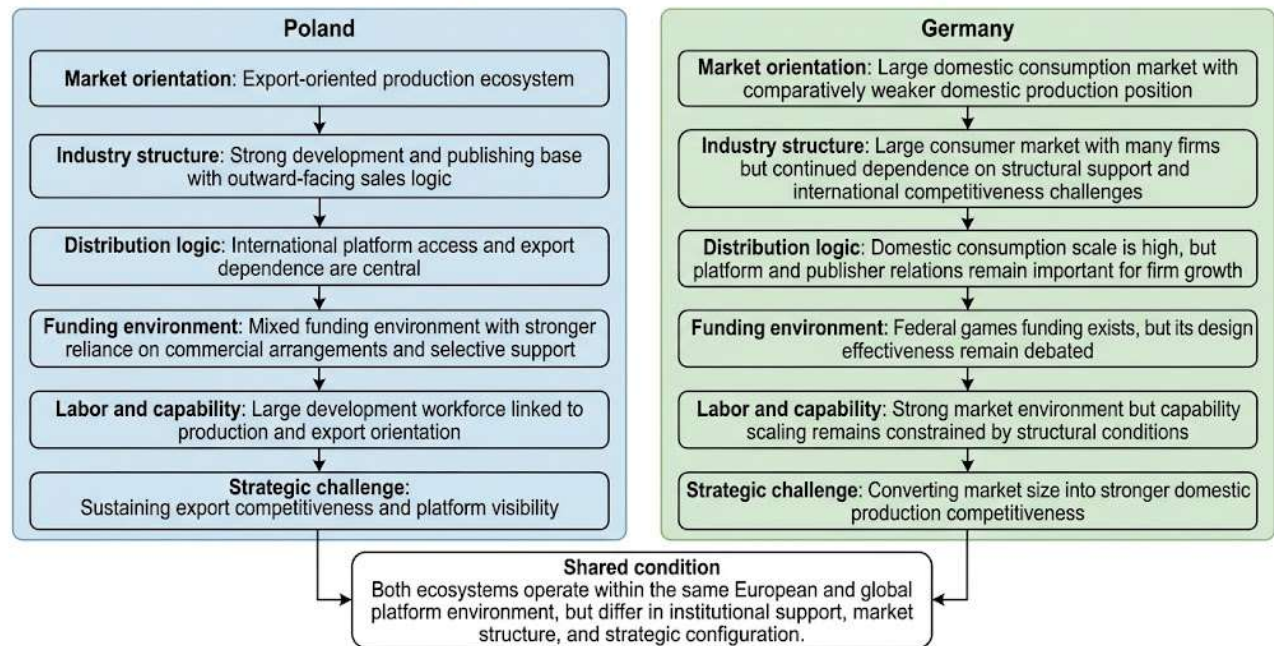 Poland
Market orientation: Export-oriented production ecosystem
Industry structure: Strong development and publishing base
with outward-facing sales logic
Distribution logic: International platform access and export
dependence are central
Funding environment: Mixed funding environment with stronger
reliance on commercial arrangements and selective support
Labor and capability: Large development workforce linked to
production and export orientation
Strategic challenge:
Sustaining export competitiveness and platform visibility
Germany
Market orientation: Large domestic consumption market with
comparatively weaker domestic production position
Industry structure: Large consumer market with many firms
but continued dependence on structural support and
international competitiveness challenges
Distribution logic: Domestic consumption scale is high, but
platform and publisher relations remain important for firm growth
Funding environment: Federal games funding exists, but its design
effectiveness remain debated
Labor and capability: Strong market environment but capability
scaling remains constrained by structural conditions
Strategic challenge: Converting market size into stronger domestic
production competitiveness
Shared condition
Both ecosystems operate within the same European and global
platform environment, but differ in institutional support, market
structure, and strategic configuration.